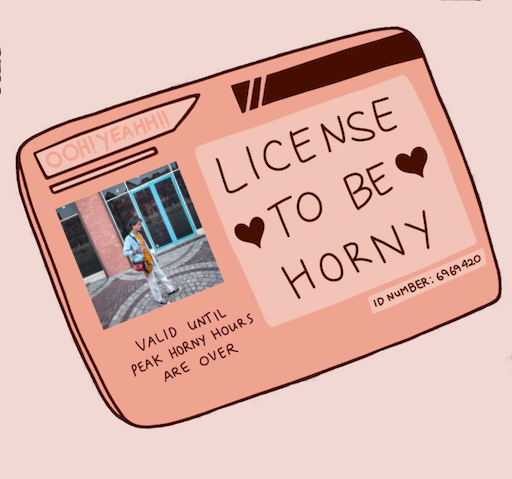 OOH! YEAHH!!
LICENSE
TO BE
HORNY
ID NUMBER: 6969420
VALID UNTIL
PEAK HORNY HOURS
ARE OVER